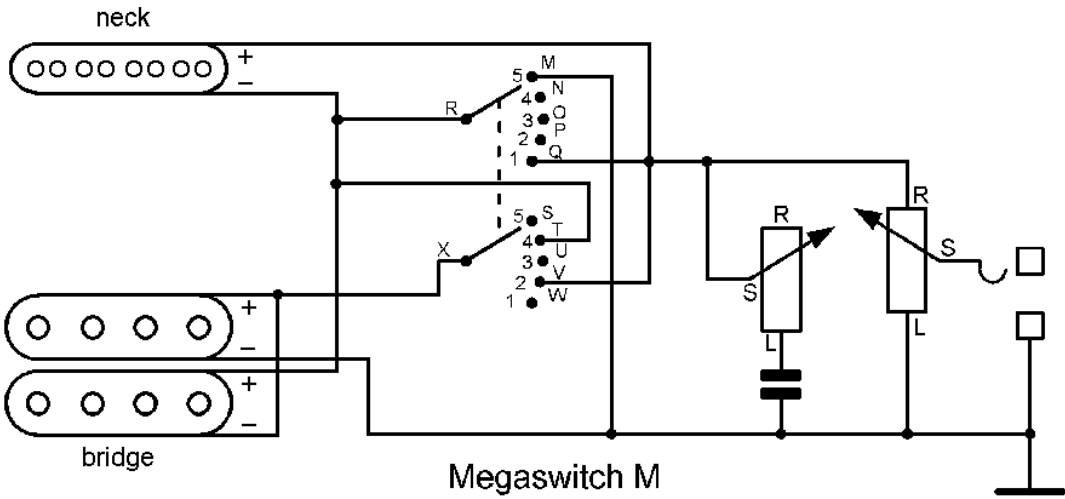 neck
+
−
5 M
4 N
R
3 O
2 P
1 Q
5 S
4 T
X
3 U
2 V
1 W
R
R
S
S
L
L
+
−
+
−
bridge
Megaswitch M